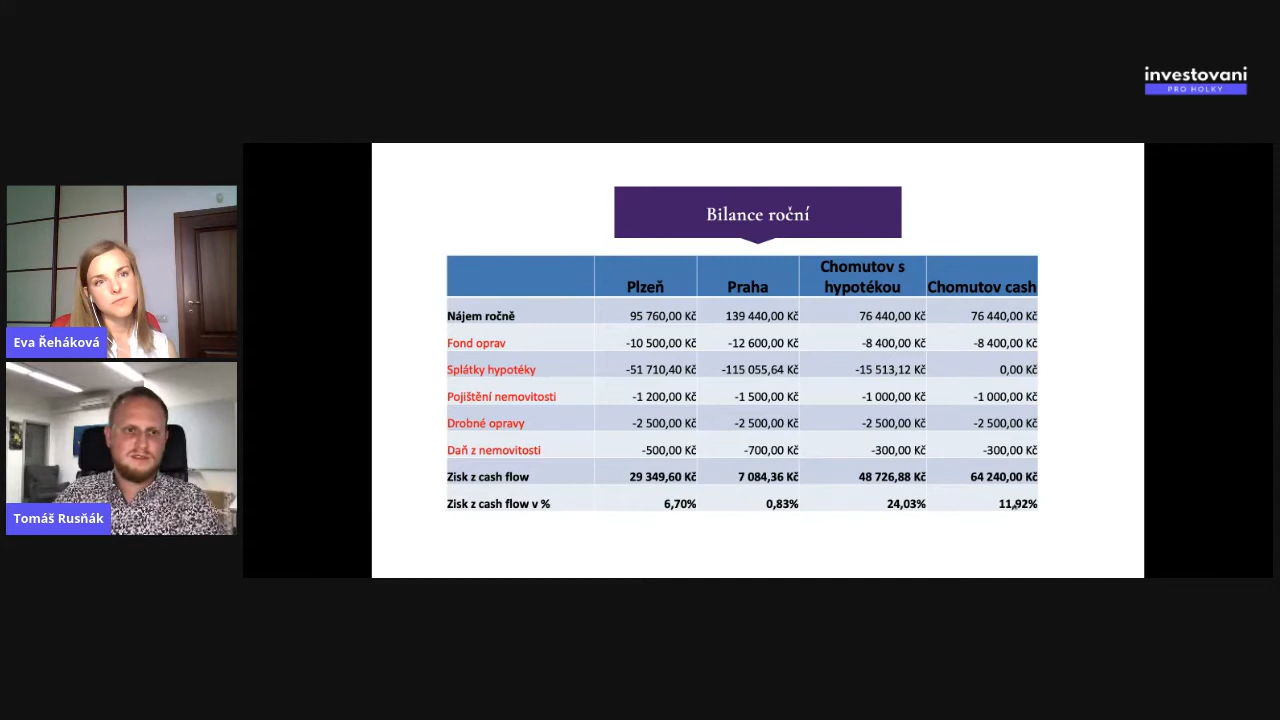 investovani
PRO HOLKY
Eva Řeháková
Tomáš Rusňák
Bilance roční
Plzeň Praha Chomutov s hypotékou Chomutov cash
Nájem ročně 95 760,00 Kč 139 440,00 Kč 76 440,00 Kč 76 440,00 Kč
Fond oprav -10 500,00 Kč -12 600,00 Kč -8 400,00 Kč -8 400,00 Kč
Splátky hypotéky -51 710,40 Kč -115 055,64 Kč -15 513,12 Kč 0,00 Kč
Pojištění nemovitosti -1 200,00 Kč -1 500,00 Kč -1 000,00 Kč -1 000,00 Kč
Drobné opravy -2 500,00 Kč -2 500,00 Kč -2 500,00 Kč -2 500,00 Kč
Daň z nemovitosti -500,00 Kč -700,00 Kč -300,00 Kč -300,00 Kč
Zisk z cash flow 29 349,60 Kč 7 084,36 Kč 48 726,88 Kč 64 240,00 Kč
Zisk z cash flow v % 6,70% 0,83% 24,03% 11,92%